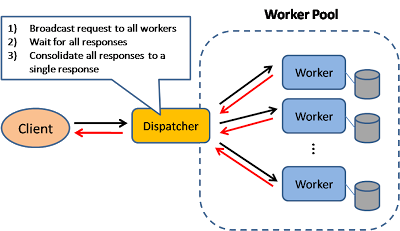 Worker Pool
1) Broadcast request to all workers
2) Wait for all responses
3) Consolidate all responses to a
single response
Worker
Client
Dispatcher
Worker
...
Worker